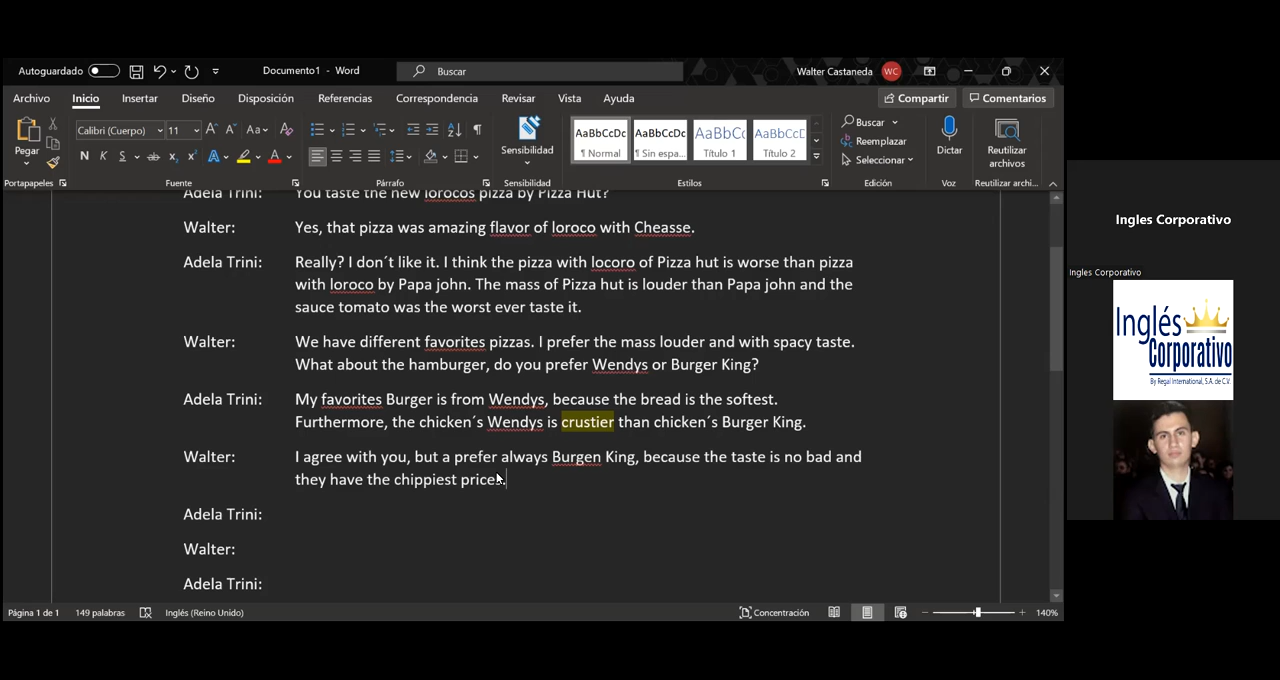 Autoguardado
Documento1 - Word
Buscar
Walter Castaneda
WC
Archivo Inicio Insertar Diseño Disposición Referencias Correspondencia Revisar Vista Ayuda
Compartir
Comentarios
Pegar
Calibri (Cuerpo)
11
Aa
N K S ab x₂ x²
A A
Sensibilidad
AaBbCcDc AaBbCcDc AaBbCc AaBbCcD
¶ Normal ¶ Sin espa... Título 1 Título 2
Buscar
Reemplazar
Seleccionar
Dictar
Reutilizar
archivos
Portapapeles Fuente Párrafo Sensibilidad Estilos Edición Voz Reutilizar archi...
Adela Trini: You taste the new lorocos pizza by Pizza Hut?
Walter: Yes, that pizza was amazing flavor of loroco with Cheasse.
Adela Trini: Really? I don´t like it. I think the pizza with locoro of Pizza hut is worse than pizza
with loroco by Papa john. The mass of Pizza hut is louder than Papa john and the
sauce tomato was the worst ever taste it.
Walter: We have different favorites pizzas. I prefer the mass louder and with spacy taste.
What about the hamburger, do you prefer Wendys or Burger King?
Adela Trini: My favorites Burger is from Wendys, because the bread is the softest.
Furthermore, the chicken´s Wendys is crustier than chicken´s Burger King.
Walter: I agree with you, but a prefer always Burgen King, because the taste is no bad and
they have the chippiest prices.
Adela Trini:
Walter:
Adela Trini:
Página 1 de 1 149 palabras Inglés (Reino Unido) Concentración 140%
Ingles Corporativo
Ingles Corporativo
Inglés
Corporativo
By Regal International, S.A. de C.V.